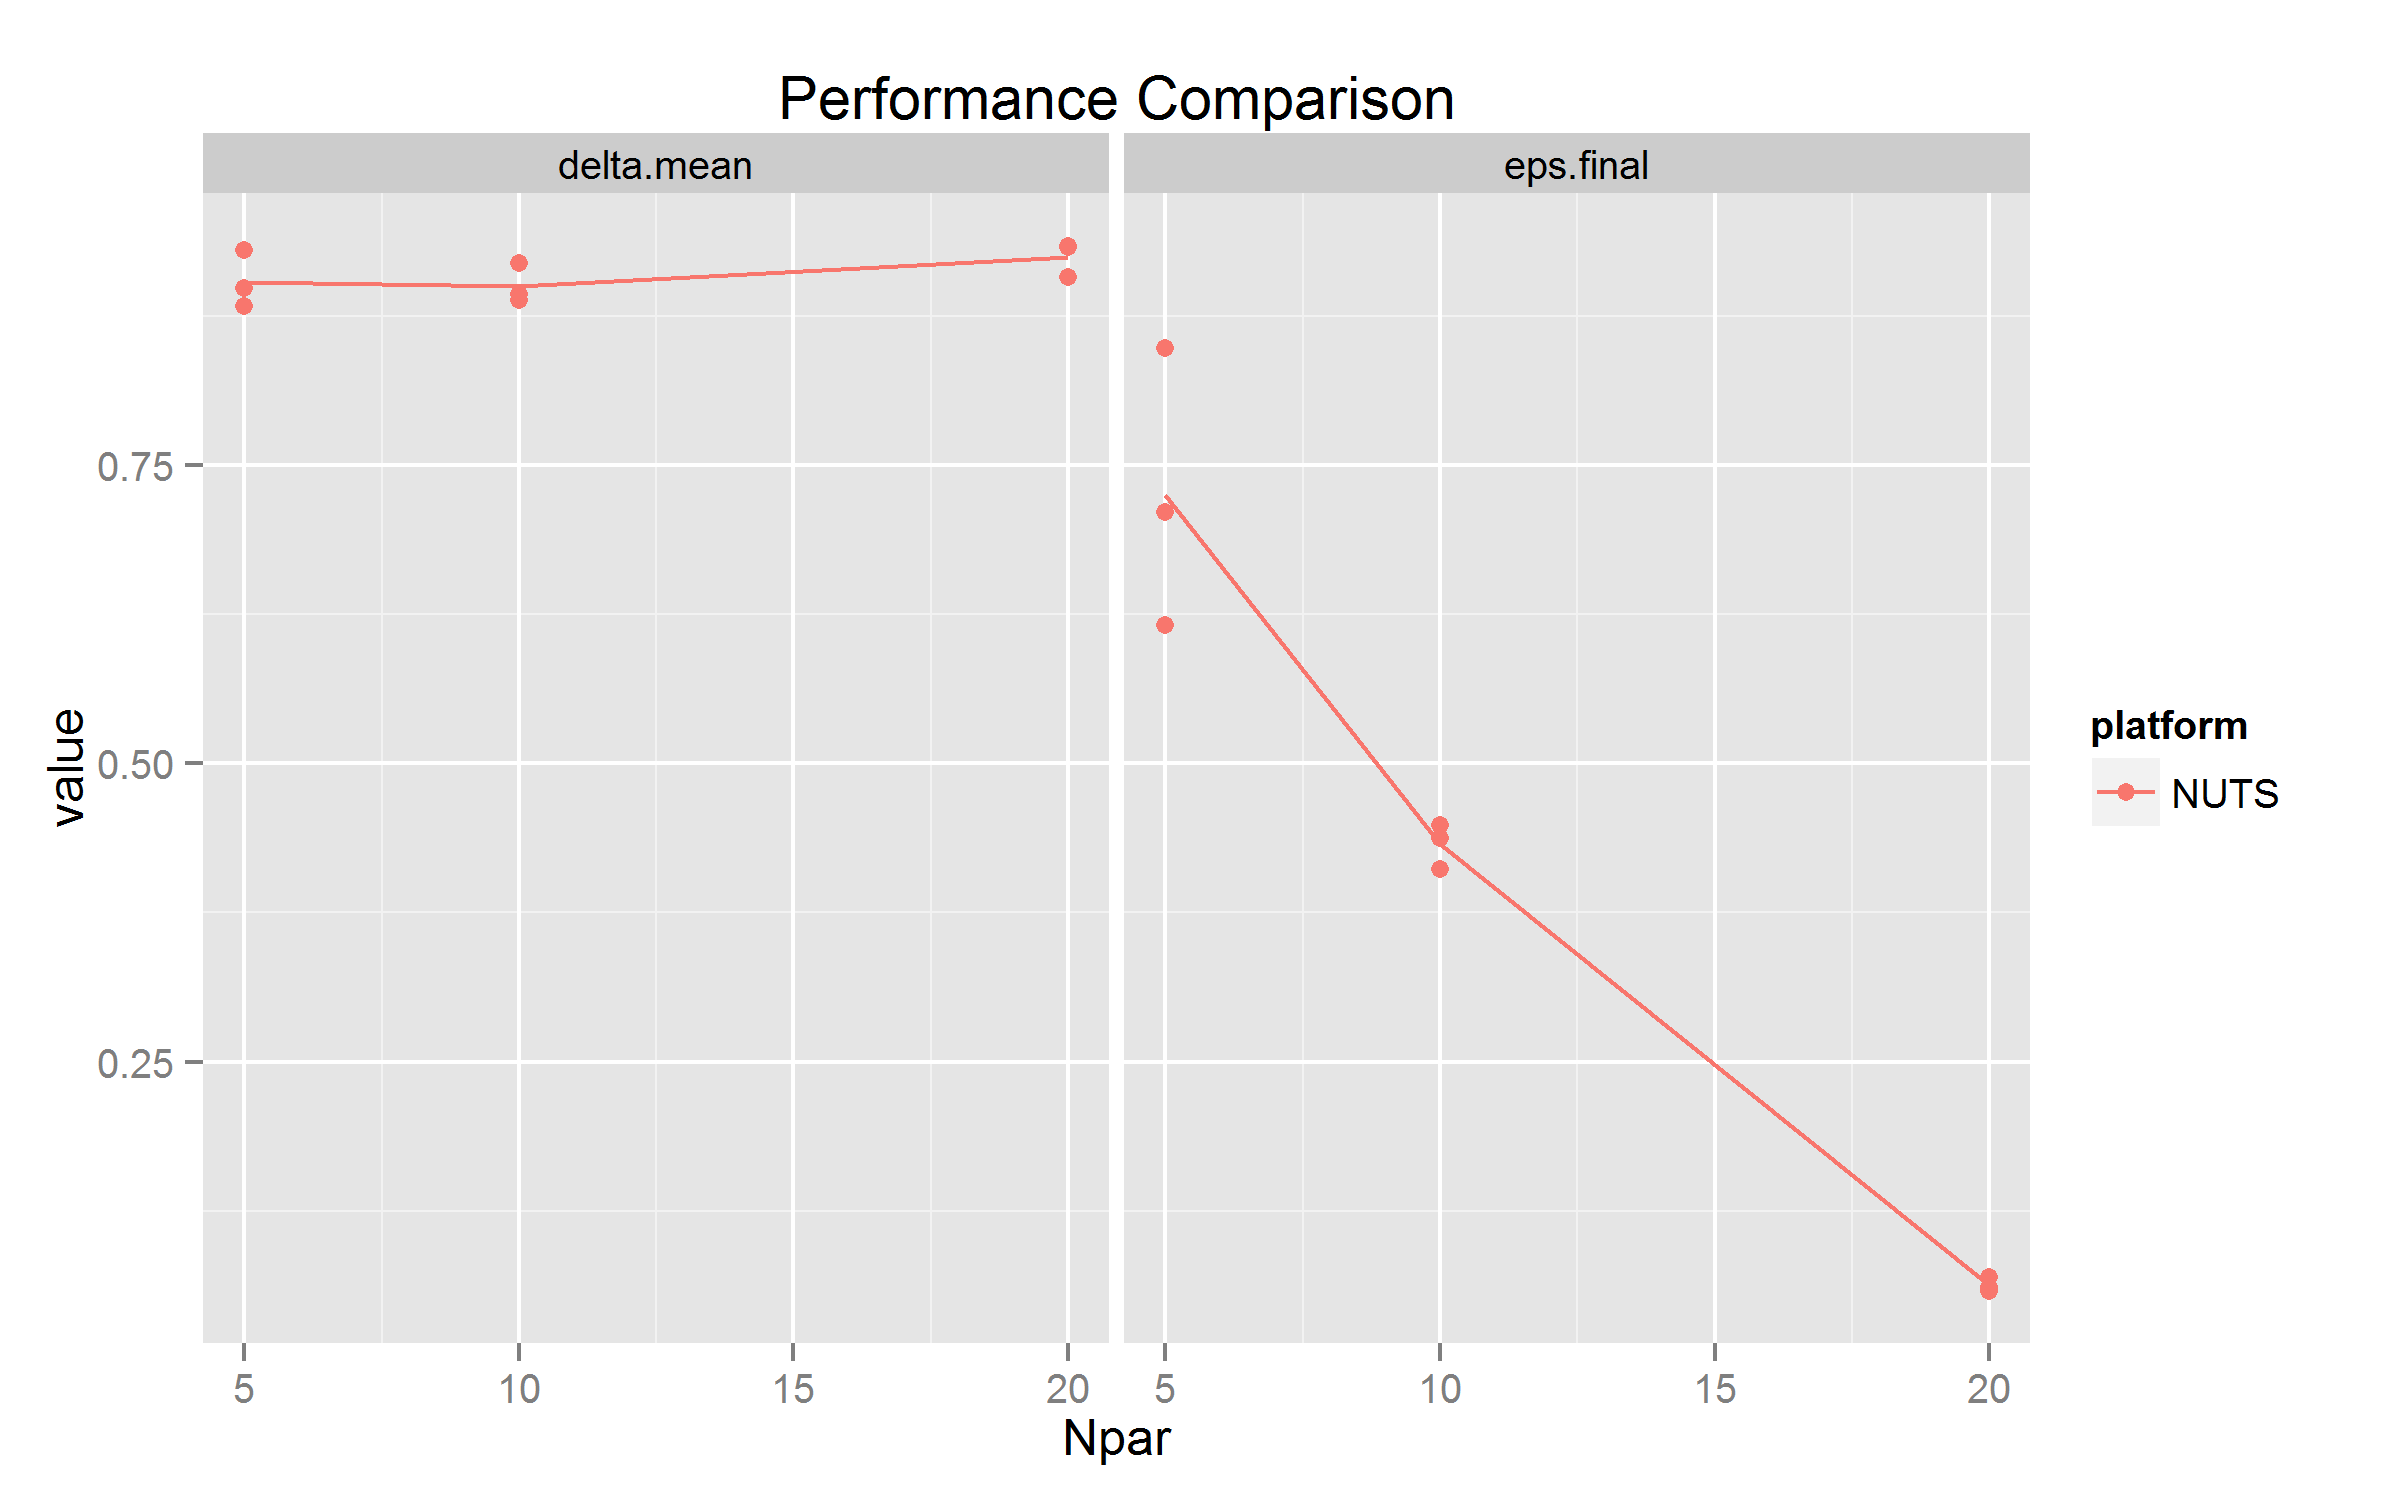 Performance Comparison
delta.mean
eps.final
value
0.75
0.50
0.25
5 10 15 20
5 10 15 20
Npar
platform
NUTS